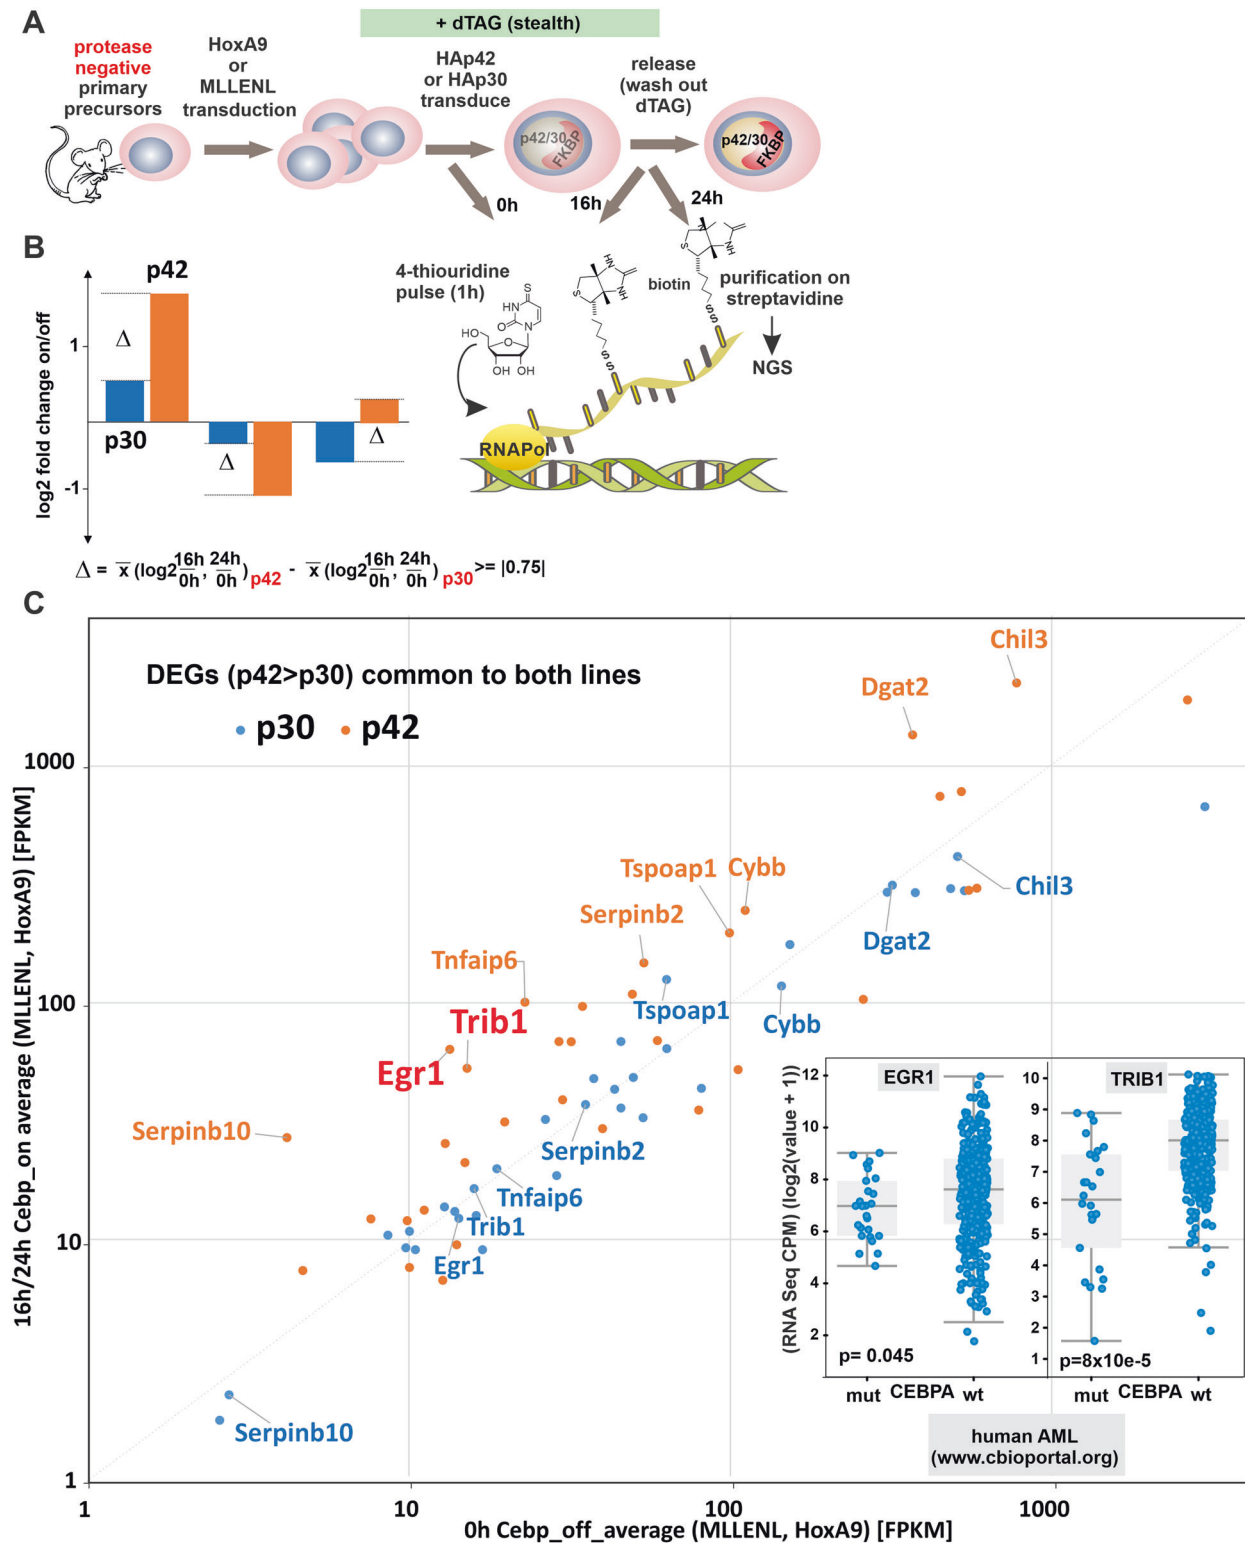 A
+ dTAG (stealth)
protease
negative
primary
precursors
HoxA9
or
MLLENL
transduction
HAp42
or HAp30
transduce
release
(wash out
dTAG)
p42/30
FKBP
p42/30
FKBP
0h
16h
24h
B
log2 fold change on/off
1
-1
p42
p30
Δ
Δ
Δ
4-thiouridine
pulse (1h)
S
HN
O
N
HO
O
OH OH
HN
NH
S
S
S
biotin
N
NH
S
S
S
purification on
streptavidine
NGS
RNAPol
Δ = x̅ (log2 16h/0h, 24h/0h) p42 - x̅ (log2 16h/0h, 24h/0h) p30 >= |0.75|
C
DEGs (p42>p30) common to both lines
p30 p42
16h/24h Cebp_on average (MLLENL, HoxA9) [FPKM]
1000
100
10
1
Chil3
Dgat2
Tspoap1
Cybb
Serpinb2
Tnfaip6
Trib1
Egr1
Serpinb10
Chil3
Dgat2
Tspoap1
Cybb
Serpinb2
Tnfaip6
Trib1
Egr1
Serpinb10
(RNA Seq CPM) (log2(value + 1))
EGR1
12
10
8
6
4
2
p= 0.045
TRIB1
10
9
8
7
6
5
4
3
2
1
p=8x10e-5
mut CEBPA wt
mut CEBPA wt
human AML
(www.cbioportal.org)
1 10 100 1000
0h Cebp_off_average (MLLENL, HoxA9) [FPKM]